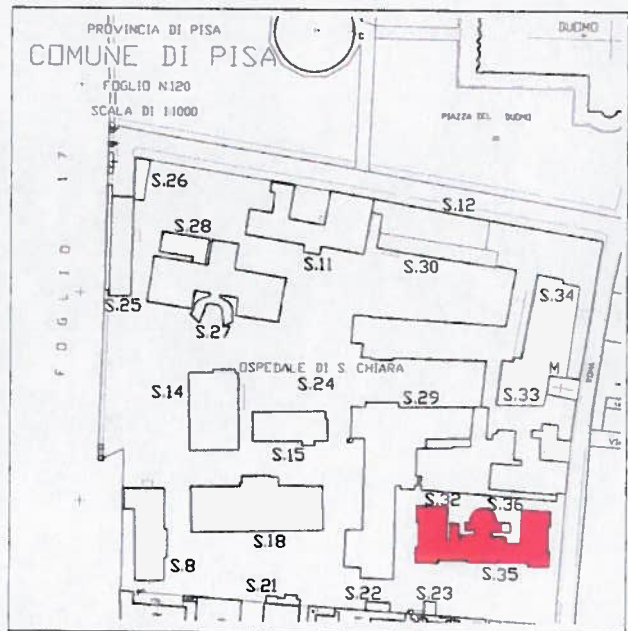 PROVINCIA DI PISA
DUOMO
COMUNE DI PISA
FOGLIO N.120
SCALA DI 1:1000
PIAZZA DEL DUOMO
FOGLIO 17
S.26
S.12
S.28
S.11
S.30
S.34
S.25
S.27
OSPEDALE DI S. CHIARA
M
ROMA
S.14
S.24
S.29
S.33
S.15
S.32
S.36
S.18
S.8
S.35
S.21
S.22
S.23